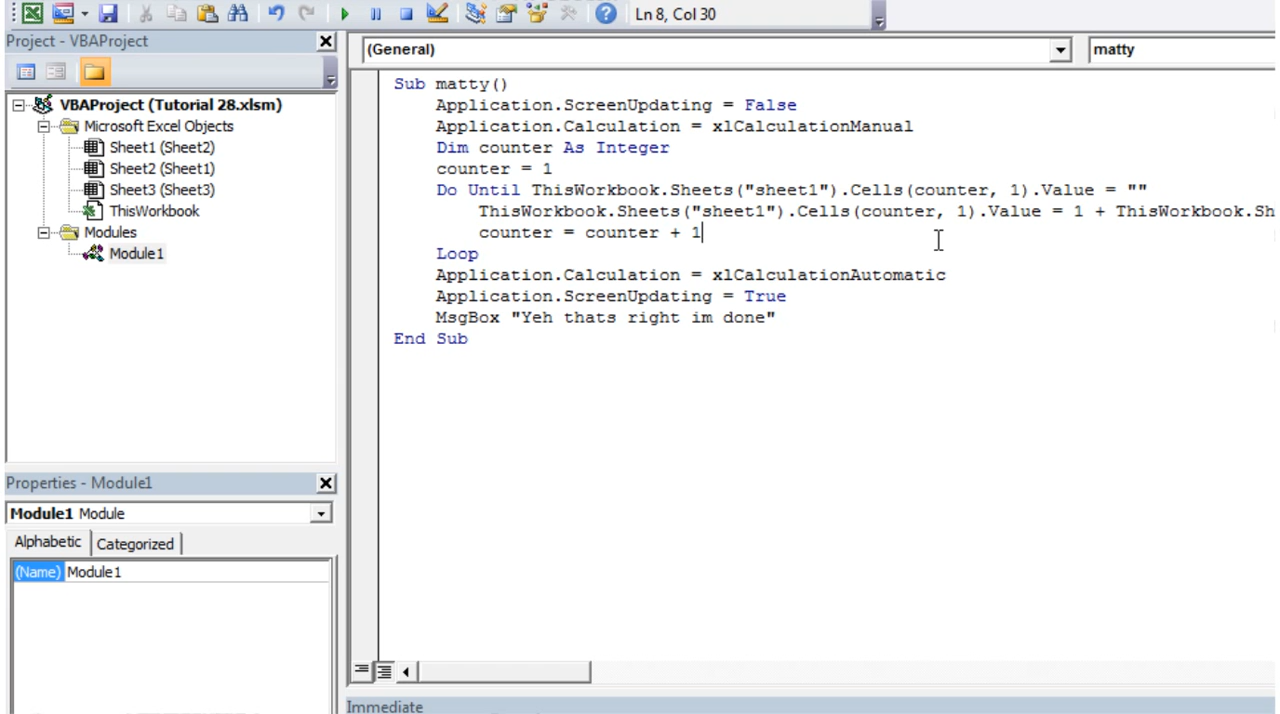 Ln 8, Col 30
Project - VBAProject
VBAProject (Tutorial 28.xlsm)
Microsoft Excel Objects
Sheet1 (Sheet2)
Sheet2 (Sheet1)
Sheet3 (Sheet3)
ThisWorkbook
Modules
Module1
Properties - Module1
Module1 Module
Alphabetic Categorized
(Name) Module1
(General) matty
Sub matty()
Application.ScreenUpdating = False
Application.Calculation = xlCalculationManual
Dim counter As Integer
counter = 1
Do Until ThisWorkbook.Sheets("sheet1").Cells(counter, 1).Value = ""
ThisWorkbook.Sheets("sheet1").Cells(counter, 1).Value = 1 + ThisWorkbook.Sh
counter = counter + 1
Loop
Application.Calculation = xlCalculationAutomatic
Application.ScreenUpdating = True
MsgBox "Yeh thats right im done"
End Sub
Immediate